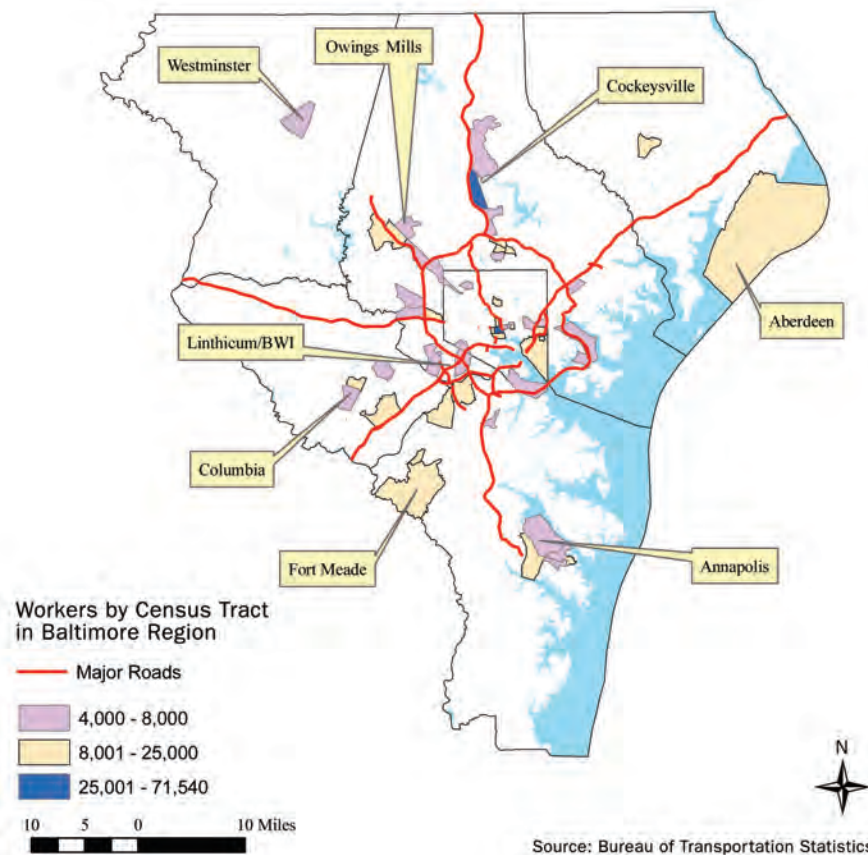 Owings Mills
Westminster
Cockeysville
Aberdeen
Linthicum/BWI
Columbia
Fort Meade
Annapolis
Workers by Census Tract
in Baltimore Region
Major Roads
4,000 - 8,000
8,001 - 25,000
25,001 - 71,540
10 5 0 10 Miles
N
Source: Bureau of Transportation Statistics